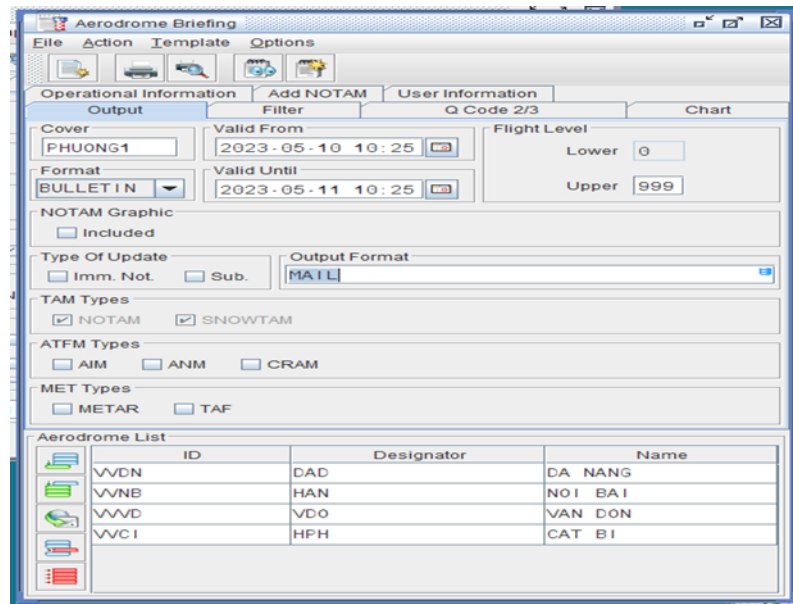 Aerodrome Briefing
File Action Template Options
Operational Information Add NOTAM User Information
Output Filter Q Code 2/3 Chart
Cover Valid From Flight Level
PHUONG1 2023-05-10 10:25 Lower 0
Format Valid Until
BULLETIN 2023-05-11 10:25 Upper 999
NOTAM Graphic
Included
Type Of Update Output Format
Imm. Not. Sub. MAIL
TAM Types
NOTAM SNOWTAM
ATFM Types
AIM ANM CRAM
MET Types
METAR TAF
Aerodrome List
ID Designator Name
VVDN DAD DA NANG
VVNB HAN NOI BAI
VVVD VDO VAN DON
VVCI HPH CAT BI